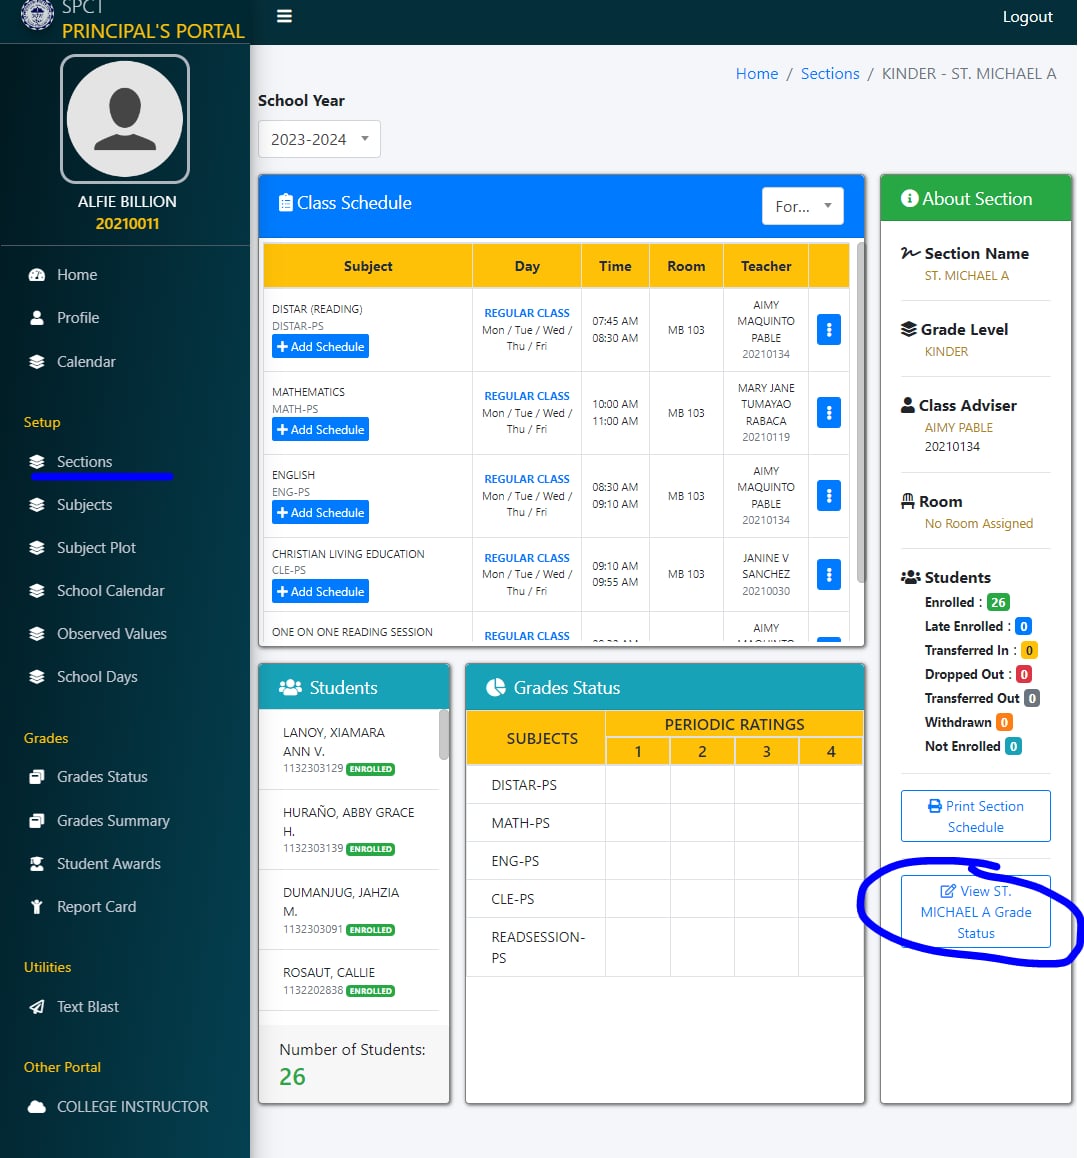 SPCT
PRINCIPAL'S PORTAL
Logout
ALFIE BILLION
20210011
Home
Profile
Calendar
Setup
Sections
Subjects
Subject Plot
School Calendar
Observed Values
School Days
Grades
Grades Status
Grades Summary
Student Awards
Report Card
Utilities
Text Blast
Other Portal
COLLEGE INSTRUCTOR
Home / Sections / KINDER - ST. MICHAEL A
School Year
2023-2024
Class Schedule
For...
Subject Day Time Room Teacher
DISTAR (READING)
DISTAR-PS
+ Add Schedule
REGULAR CLASS
Mon / Tue / Wed /
Thu / Fri
07:45 AM
08:30 AM
MB 103
AIMY
MAQUINTO
PABLE
20210134
MATHEMATICS
MATH-PS
+ Add Schedule
REGULAR CLASS
Mon / Tue / Wed /
Thu / Fri
10:00 AM
11:00 AM
MB 103
MARY JANE
TUMAYAO
RABACA
20210119
ENGLISH
ENG-PS
+ Add Schedule
REGULAR CLASS
Mon / Tue / Wed /
Thu / Fri
08:30 AM
09:10 AM
MB 103
AIMY
MAQUINTO
PABLE
20210134
CHRISTIAN LIVING EDUCATION
CLE-PS
+ Add Schedule
REGULAR CLASS
Mon / Tue / Wed /
Thu / Fri
09:10 AM
09:55 AM
MB 103
JANINE V
SANCHEZ
20210030
ONE ON ONE READING SESSION
REGULAR CLASS
AIMY
Students
LANOY, XIAMARA
ANN V.
1132303129 ENROLLED
HURAÑO, ABBY GRACE
H.
1132303139 ENROLLED
DUMANJUG, JAHZIA
M.
1132303091 ENROLLED
ROSAUT, CALLIE
1132202838 ENROLLED
Number of Students:
26
Grades Status
SUBJECTS
PERIODIC RATINGS
1 2 3 4
DISTAR-PS
MATH-PS
ENG-PS
CLE-PS
READSESSION-
PS
About Section
Section Name
ST. MICHAEL A
Grade Level
KINDER
Class Adviser
AIMY PABLE
20210134
Room
No Room Assigned
Students
Enrolled : 26
Late Enrolled : 0
Transferred In : 0
Dropped Out : 0
Transferred Out 0
Withdrawn 0
Not Enrolled 0
Print Section
Schedule
View ST.
MICHAEL A Grade
Status